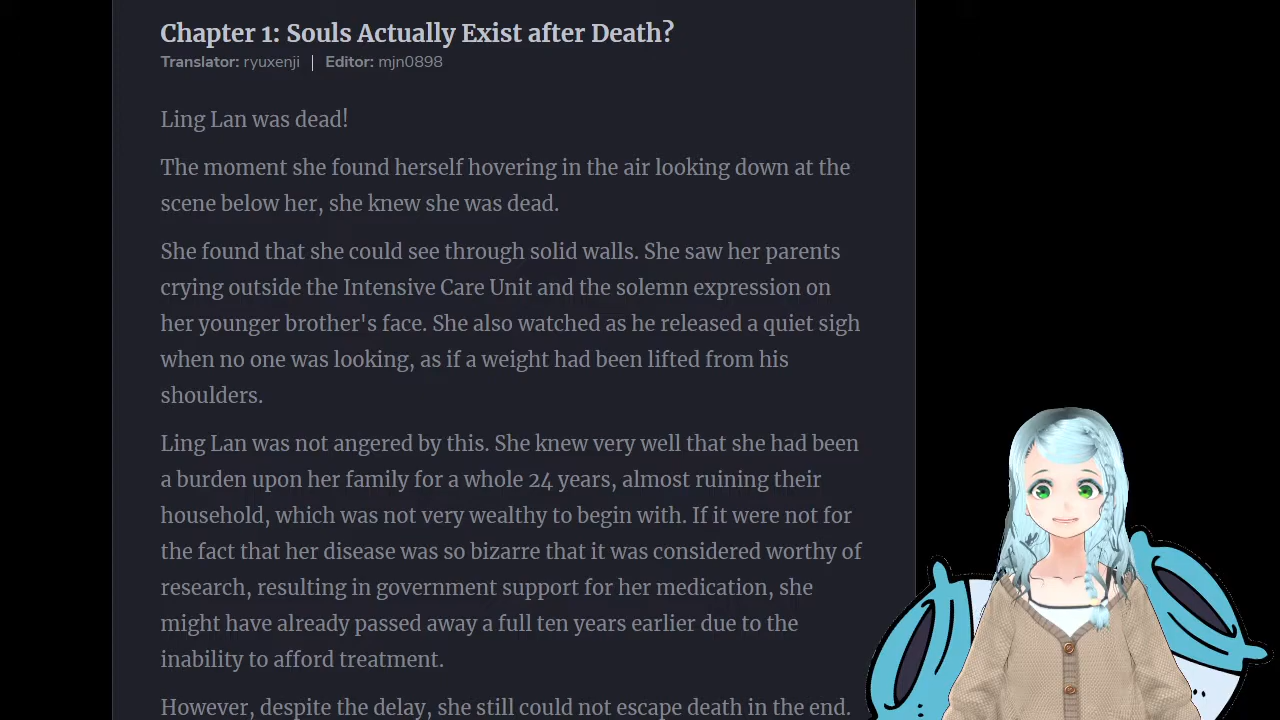 Chapter 1: Souls Actually Exist after Death?
Translator: ryuxenji | Editor: mjn0898
Ling Lan was dead!
The moment she found herself hovering in the air looking down at the
scene below her, she knew she was dead.
She found that she could see through solid walls. She saw her parents
crying outside the Intensive Care Unit and the solemn expression on
her younger brother's face. She also watched as he released a quiet sigh
when no one was looking, as if a weight had been lifted from his
shoulders.
Ling Lan was not angered by this. She knew very well that she had been
a burden upon her family for a whole 24 years, almost ruining their
household, which was not very wealthy to begin with. If it were not for
the fact that her disease was so bizarre that it was considered worthy of
research, resulting in government support for her medication, she
might have already passed away a full ten years earlier due to the
inability to afford treatment.
However, despite the delay, she still could not escape death in the end.